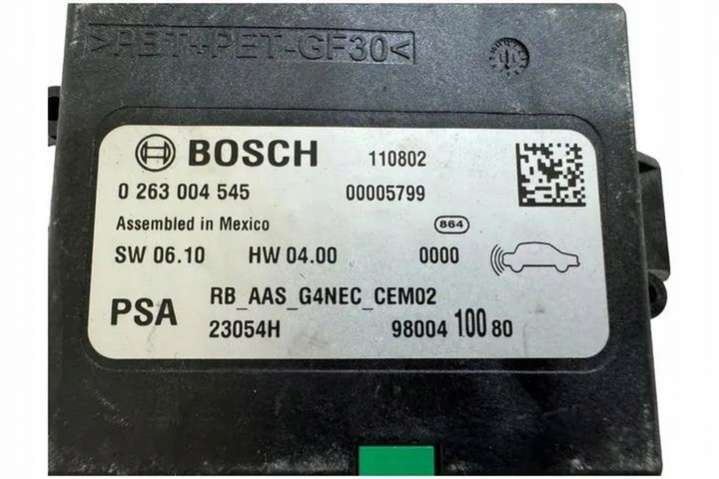 >PBT+PET-GF30<
BOSCH 110802
0 263 004 545 00005799
Assembled in Mexico 864
SW 06.10 HW 04.00 0000
PSA RB_AAS_G4NEC_CEM02
23054H 98004 100 80